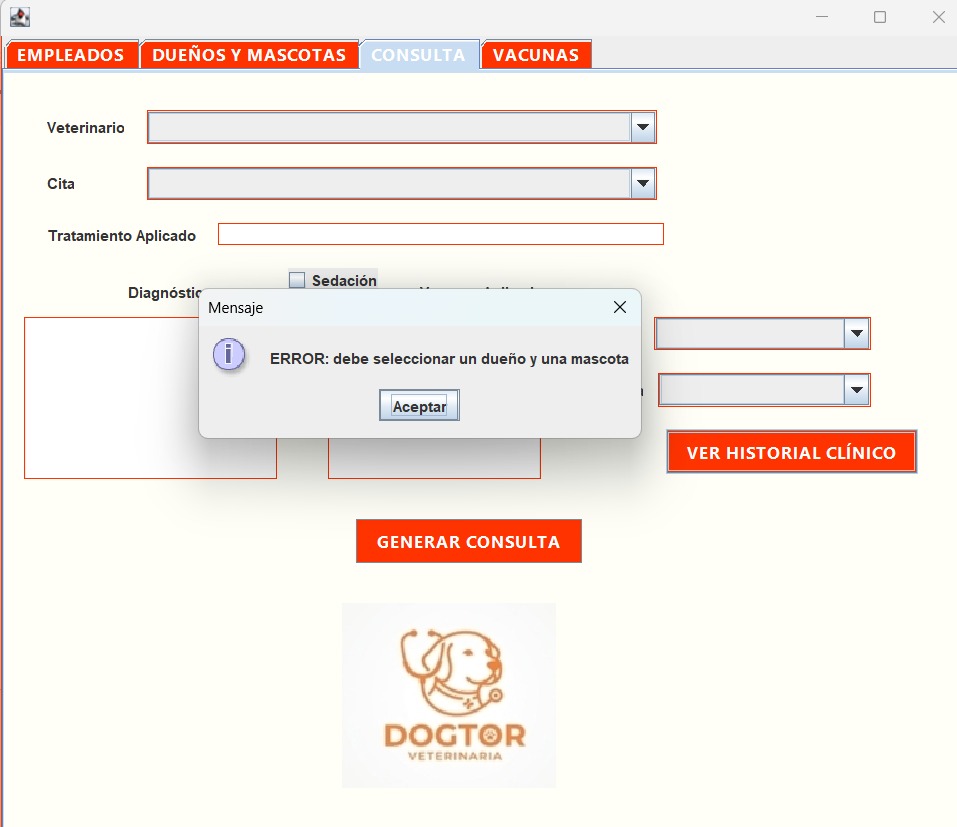 EMPLEADOS DUEÑOS Y MASCOTAS CONSULTA VACUNAS
Veterinario
Cita
Tratamiento Aplicado
Sedación
Mensaje
ERROR: debe seleccionar un dueño y una mascota
Aceptar
VER HISTORIAL CLÍNICO
GENERAR CONSULTA
DOGTOR
VETERINARIA